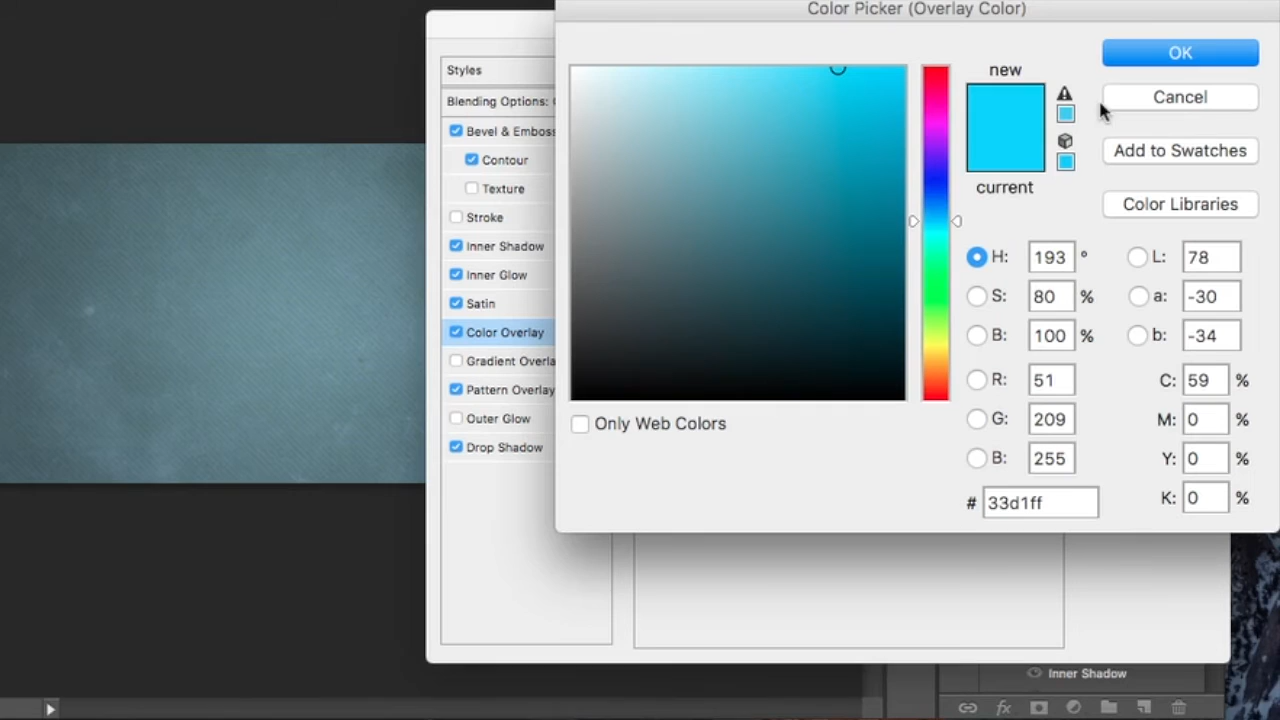 Color Picker (Overlay Color)
Styles
Blending Options:
Bevel & Emboss
Contour
Texture
Stroke
Inner Shadow
Inner Glow
Satin
Color Overlay
Gradient Overla
Pattern Overlay
Outer Glow
Drop Shadow
new
current
OK
Cancel
Add to Swatches
Color Libraries
H: 193 °
S: 80 %
B: 100 %
R: 51
G: 209
B: 255
# 33d1ff
L: 78
a: -30
b: -34
C: 59 %
M: 0 %
Y: 0 %
K: 0 %
Only Web Colors
Inner Shadow
fx